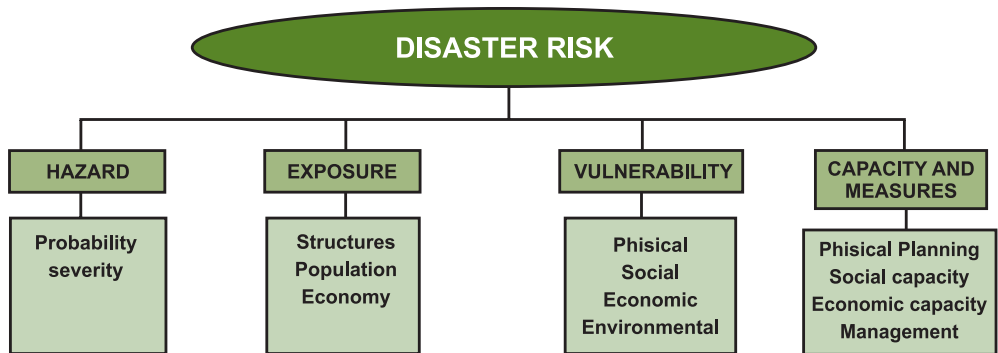 DISASTER RISK
HAZARD
Probability
severity
EXPOSURE
Structures
Population
Economy
VULNERABILITY
Phisical
Social
Economic
Environmental
CAPACITY AND
MEASURES
Phisical Planning
Social capacity
Economic capacity
Management